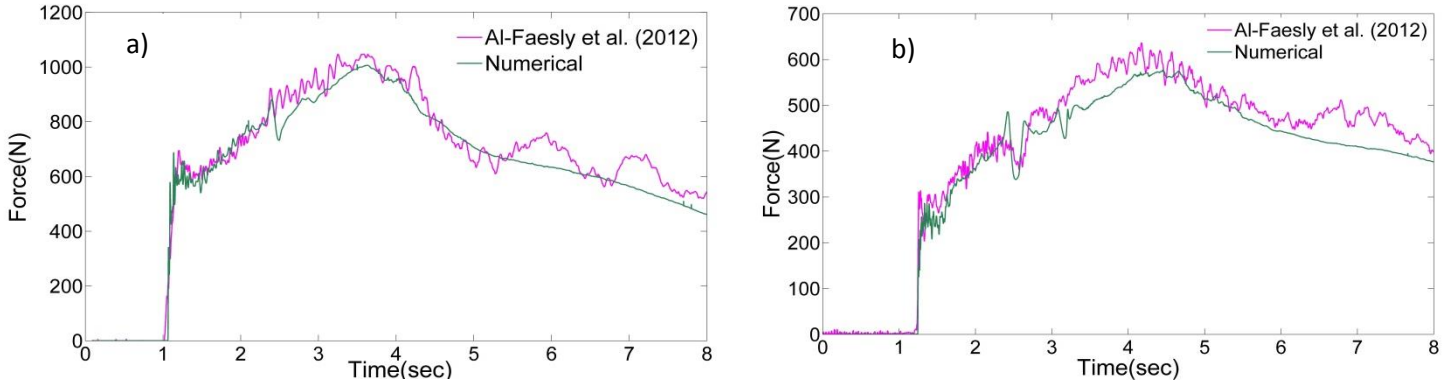 a)
Al-Faesly et al. (2012)
Numerical
Force(N)
1200
1000
800
600
400
200
0
0 1 2 3 4 5 6 7 8
Time(sec)
b)
Al-Faesly et al. (2012)
Numerical
Force(N)
700
600
500
400
300
200
100
0
0 1 2 3 4 5 6 7 8
Time(sec)